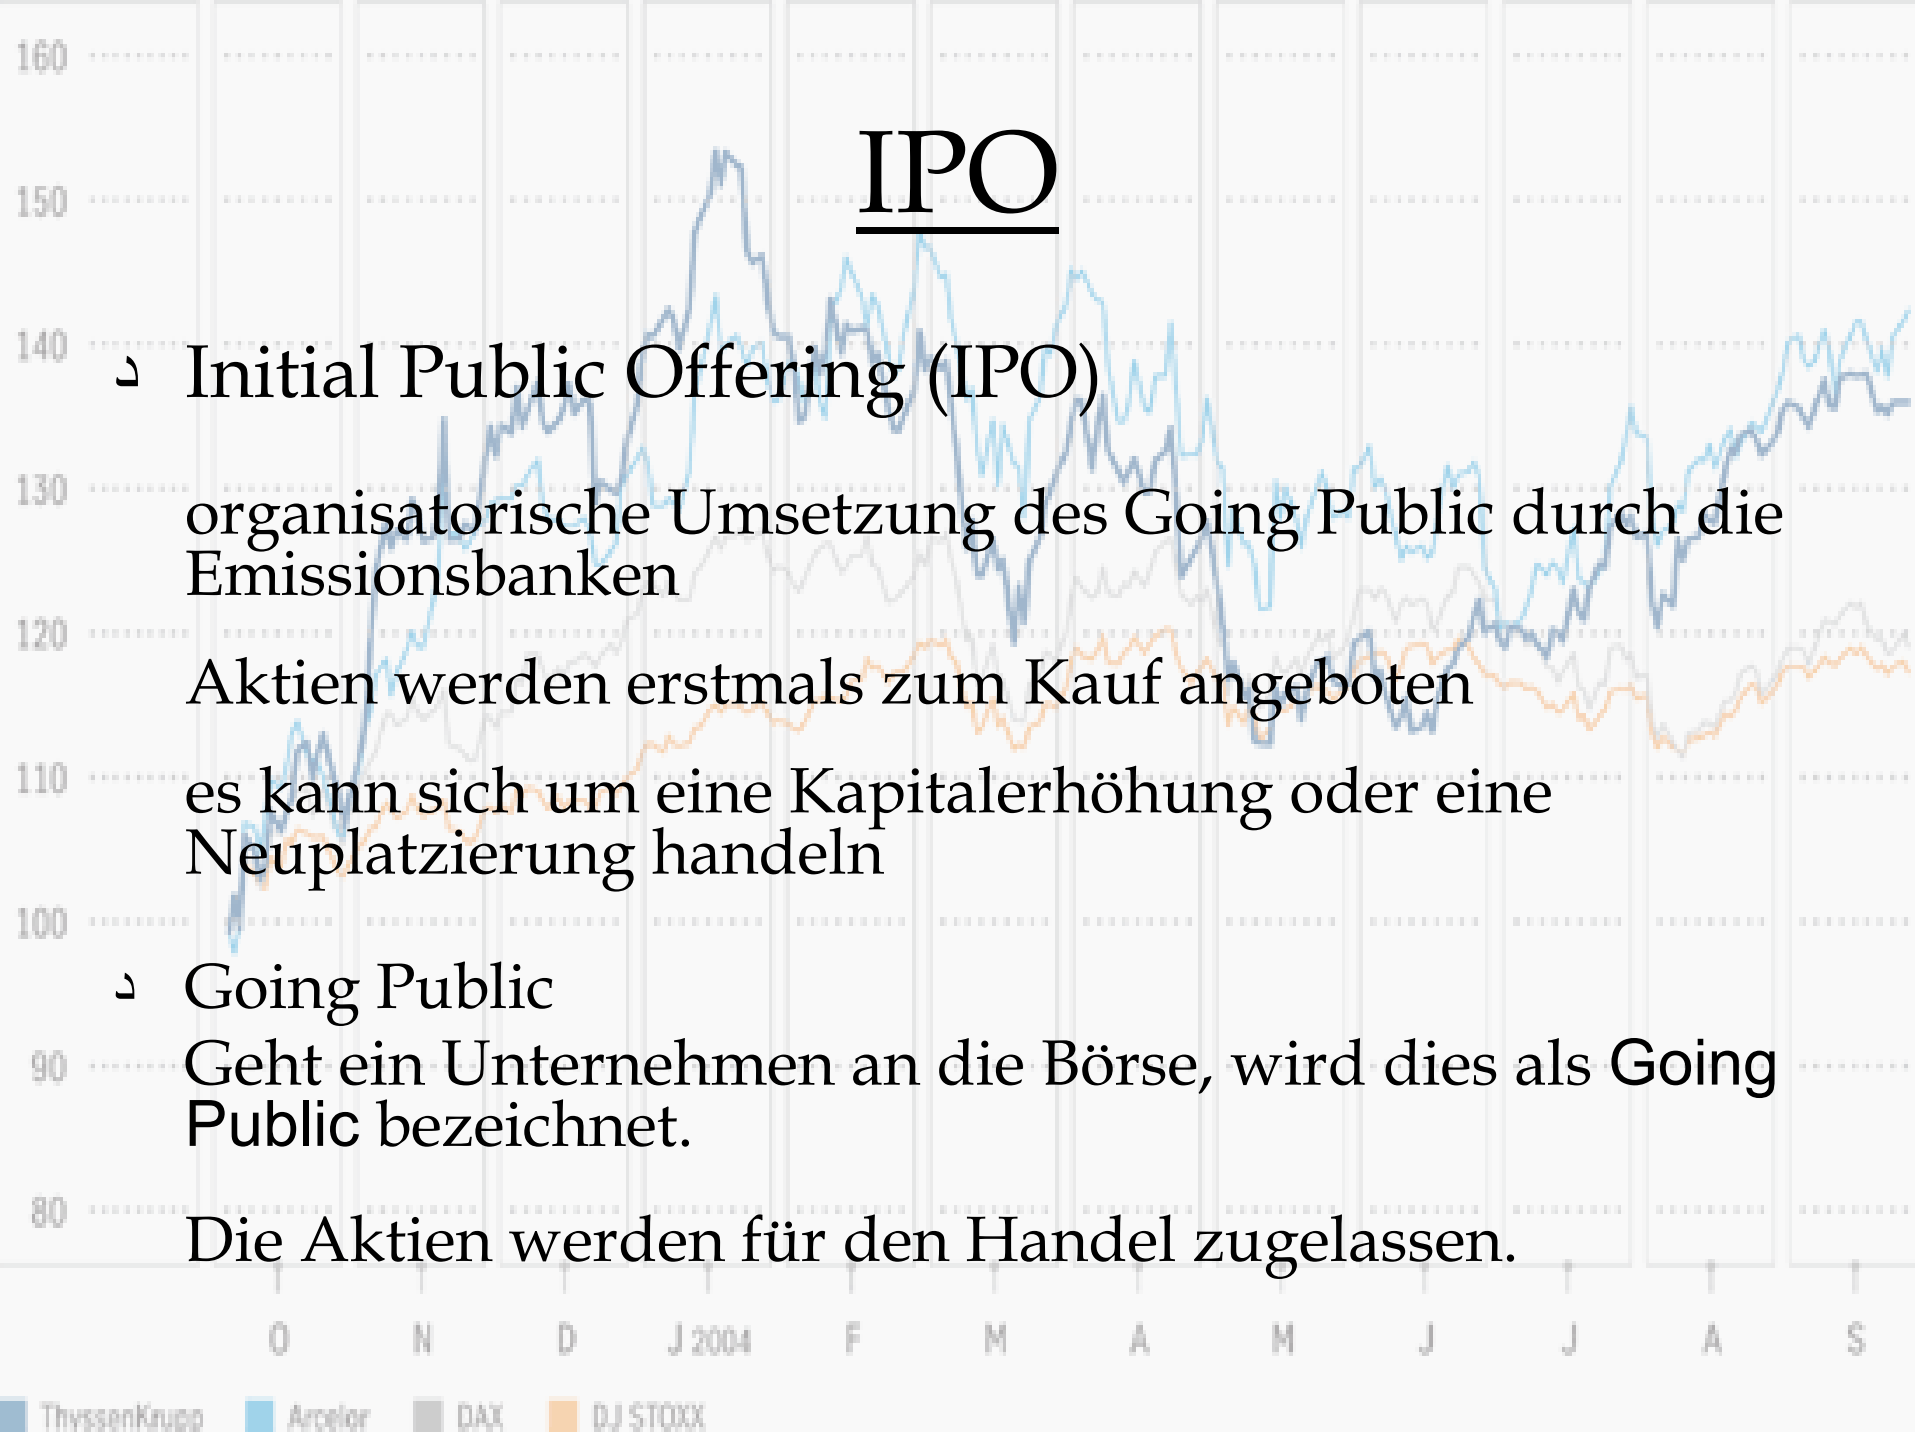 IPO
د Initial Public Offering (IPO)
organisatorische Umsetzung des Going Public durch die
Emissionsbanken
Aktien werden erstmals zum Kauf angeboten
es kann sich um eine Kapitalerhöhung oder eine
Neuplatzierung handeln
د Going Public
Geht ein Unternehmen an die Börse, wird dies als Going
Public bezeichnet.
Die Aktien werden für den Handel zugelassen.
160
150
140
130
120
110
100
90
80
O N D J 2004 F M A M J J A S
ThyssenKrupp Arcelor DAX DJ STOXX